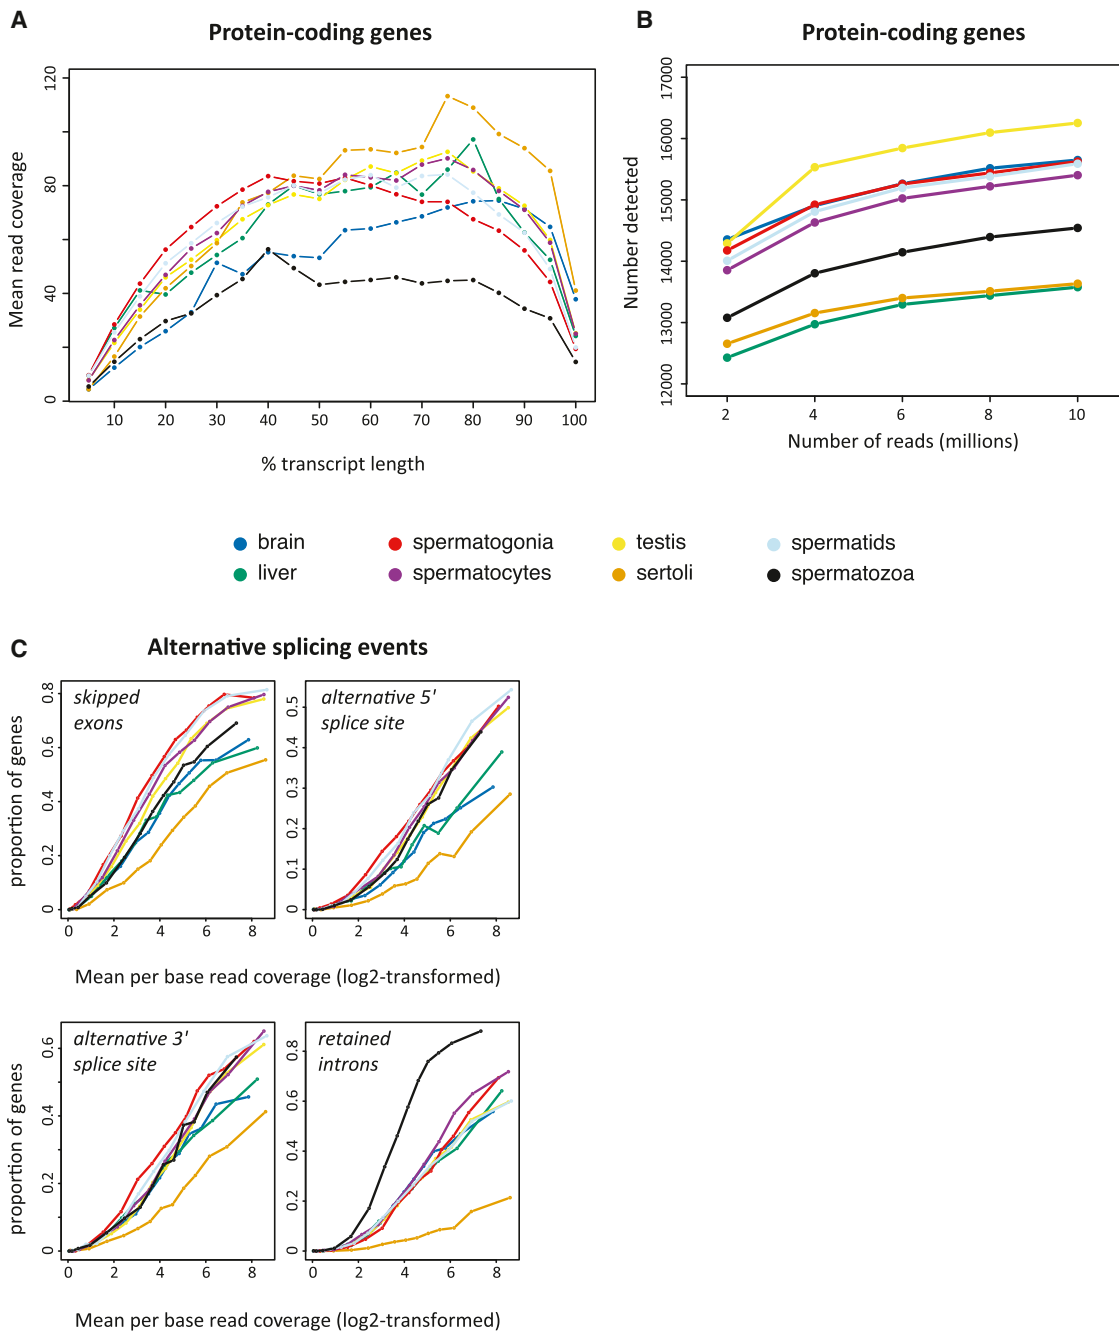 A
Protein-coding genes
Mean read coverage
120
80
40
0
10 20 30 40 50 60 70 80 90 100
% transcript length
B
Protein-coding genes
Number detected
17000
16000
15000
14000
13000
12000
2 4 6 8 10
Number of reads (millions)
brain spermatogonia testis spermatids
liver spermatocytes sertoli spermatozoa
C
Alternative splicing events
proportion of genes
skipped
exons
0.8
0.6
0.4
0.2
0
0 2 4 6 8
alternative 5'
splice site
0.5
0.3
0.2
0.1
0
0 2 4 6 8
Mean per base read coverage (log2-transformed)
proportion of genes
alternative 3'
splice site
0.6
0.4
0.2
0
0 2 4 6 8
retained
introns
0.8
0.6
0.4
0.2
0
0 2 4 6 8
Mean per base read coverage (log2-transformed)